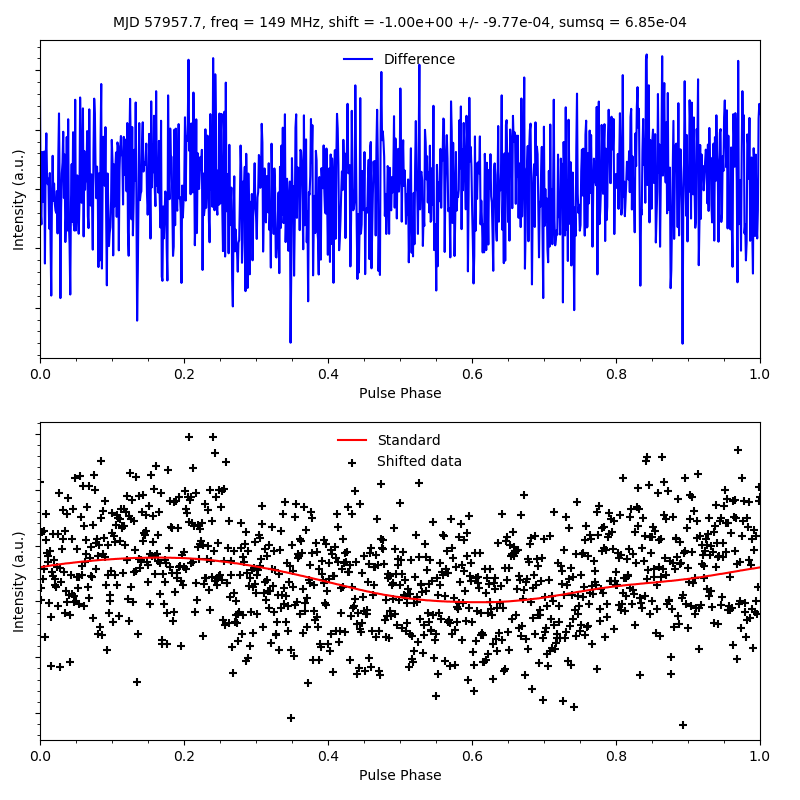 MJD 57957.7, freq = 149 MHz, shift = -1.00e+00 +/- -9.77e-04, sumsq = 6.85e-04
Difference
Intensity (a.u.)
0.0 0.2 0.4 0.6 0.8 1.0
Pulse Phase
Standard
Shifted data
Intensity (a.u.)
0.0 0.2 0.4 0.6 0.8 1.0
Pulse Phase